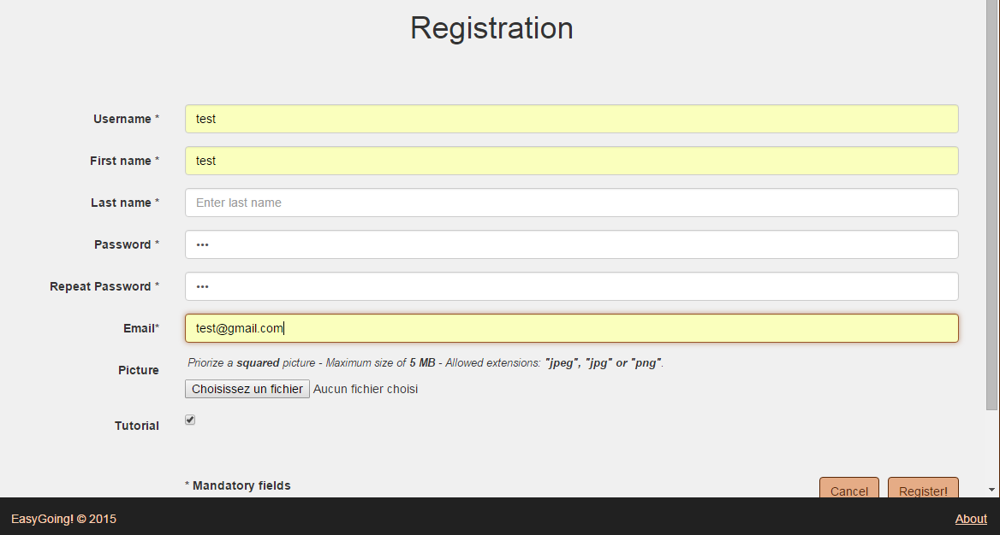 Registration
Username * test
First name * test
Last name * Enter last name
Password * •••
Repeat Password * •••
Email* test@gmail.com
Picture Priorize a squared picture - Maximum size of 5 MB - Allowed extensions: "jpeg", "jpg" or "png".
Choisissez un fichier Aucun fichier choisi
Tutorial
* Mandatory fields Cancel Register!
EasyGoing! © 2015 About